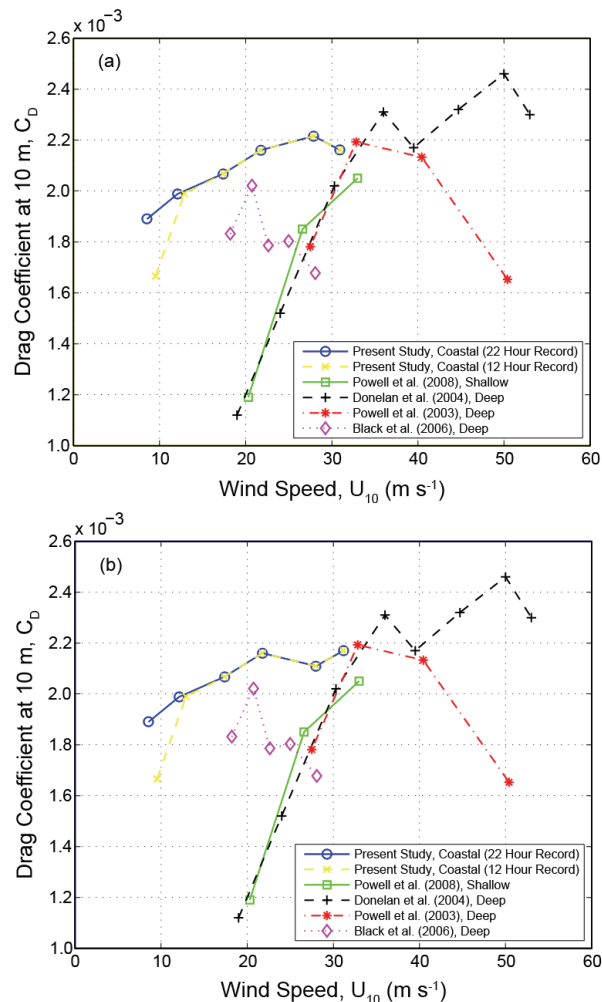 x 10⁻³
(a)
2.6
2.4
2.2
2.0
1.8
1.6
1.4
1.2
1.0
Drag Coefficient at 10 m, C_D
Present Study, Coastal (22 Hour Record)
Present Study, Coastal (12 Hour Record)
Powell et al. (2008), Shallow
Donelan et al. (2004), Deep
Powell et al. (2003), Deep
Black et al. (2006), Deep
0 10 20 30 40 50 60
Wind Speed, U₁₀ (m s⁻¹)
x 10⁻³
(b)
2.6
2.4
2.2
2.0
1.8
1.6
1.4
1.2
1.0
Drag Coefficient at 10 m, C_D
Present Study, Coastal (22 Hour Record)
Present Study, Coastal (12 Hour Record)
Powell et al. (2008), Shallow
Donelan et al. (2004), Deep
Powell et al. (2003), Deep
Black et al. (2006), Deep
0 10 20 30 40 50 60
Wind Speed, U₁₀ (m s⁻¹)